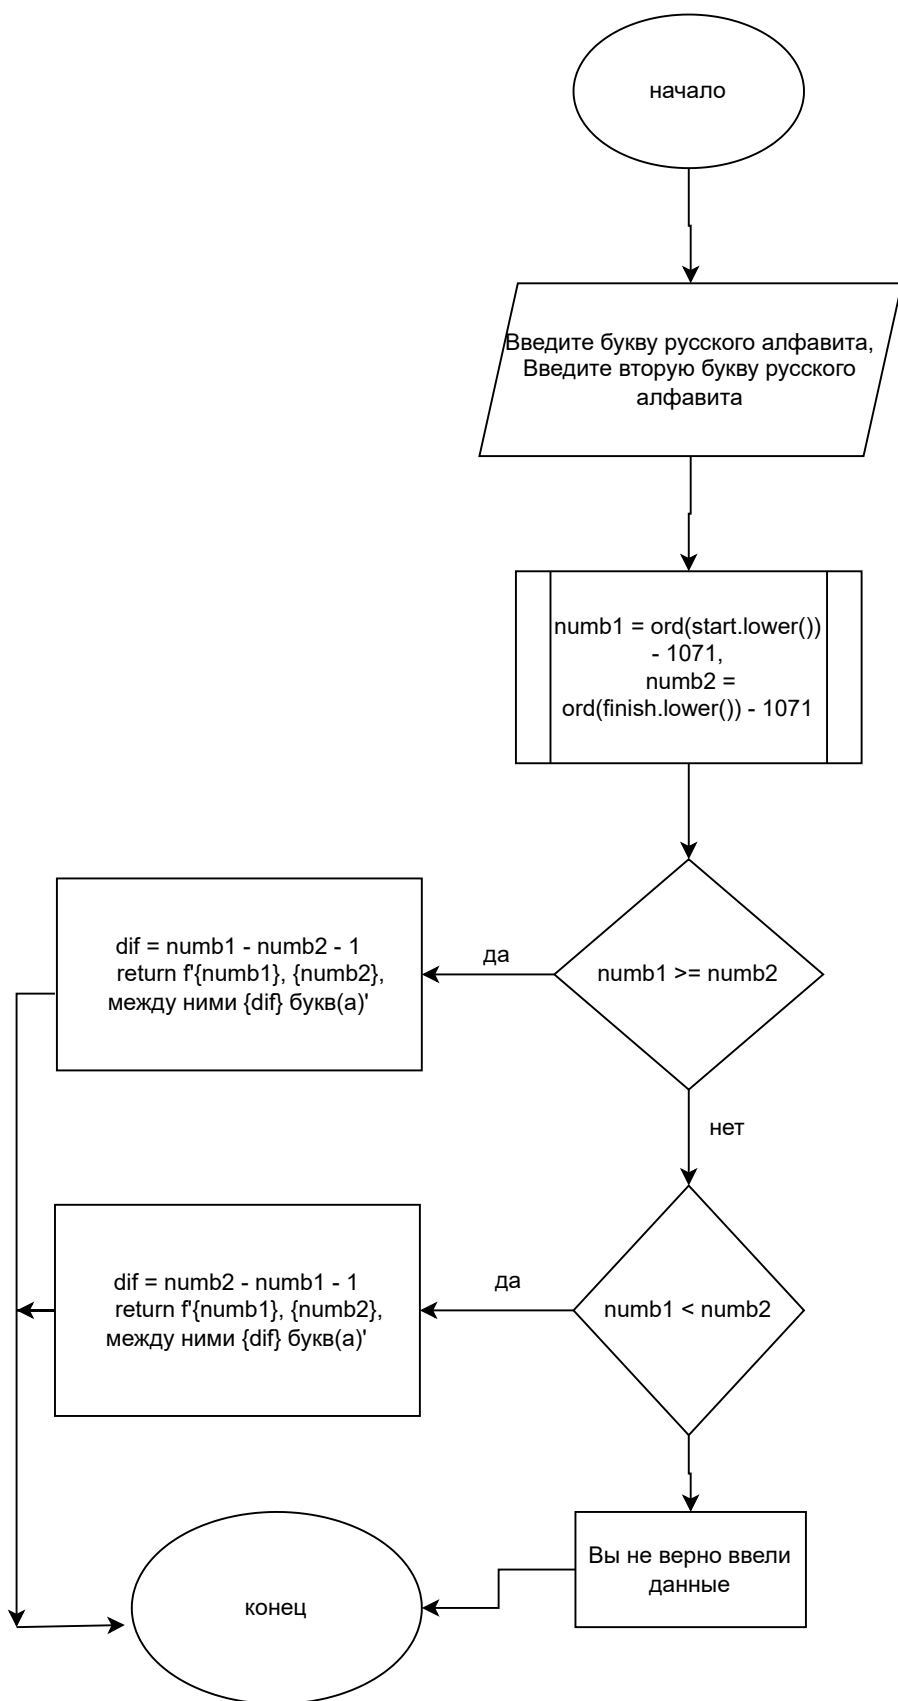 начало
Введите букву русского алфавита,
Введите вторую букву русского
алфавита
numb1 = ord(start.lower())
- 1071,
numb2 =
ord(finish.lower()) - 1071
numb1 >= numb2
да
dif = numb1 - numb2 - 1
return f'{numb1}, {numb2},
между ними {dif} букв(а)'
нет
numb1 < numb2
да
dif = numb2 - numb1 - 1
return f'{numb1}, {numb2},
между ними {dif} букв(а)'
Вы не верно ввели
данные
конец